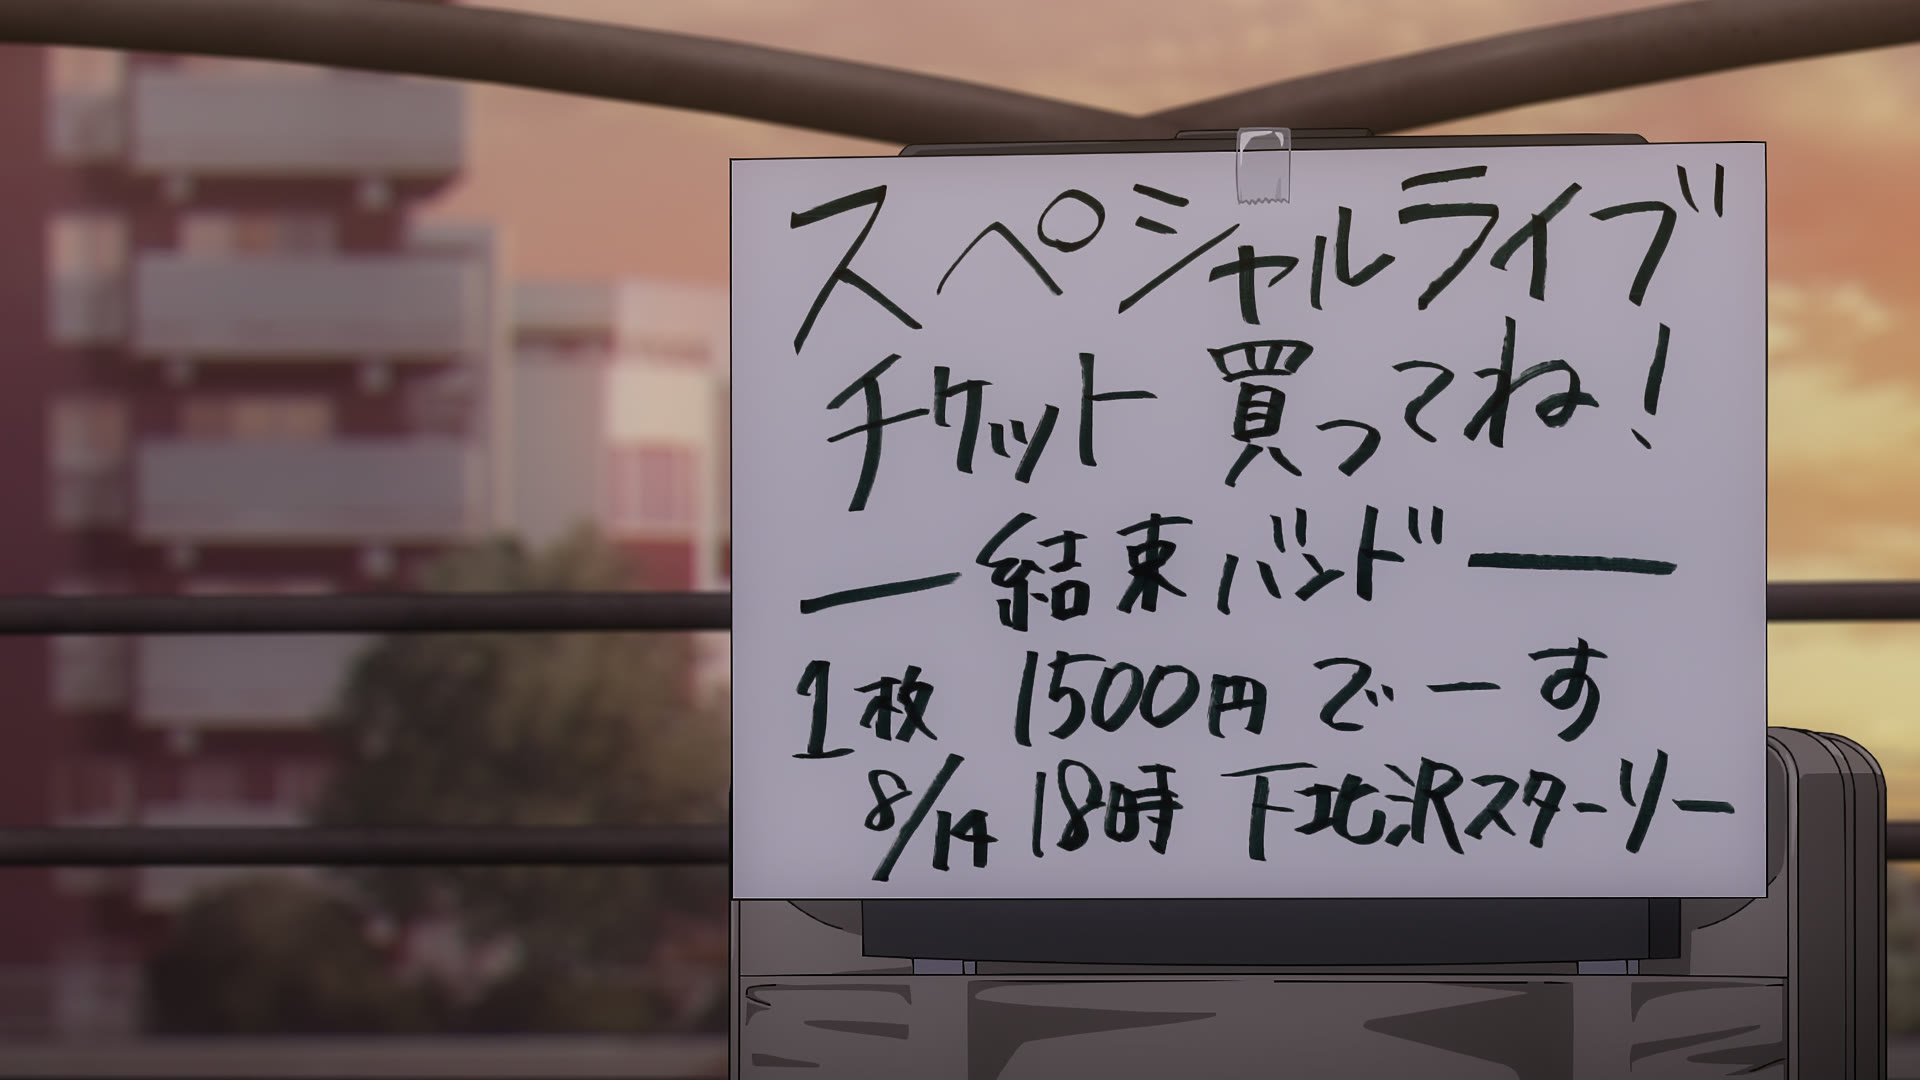 スペシャルライブ
チケット 買ってね!
― 結束バンド ―
1枚 1500円 でーす
8/14 18時 下北沢スターリー